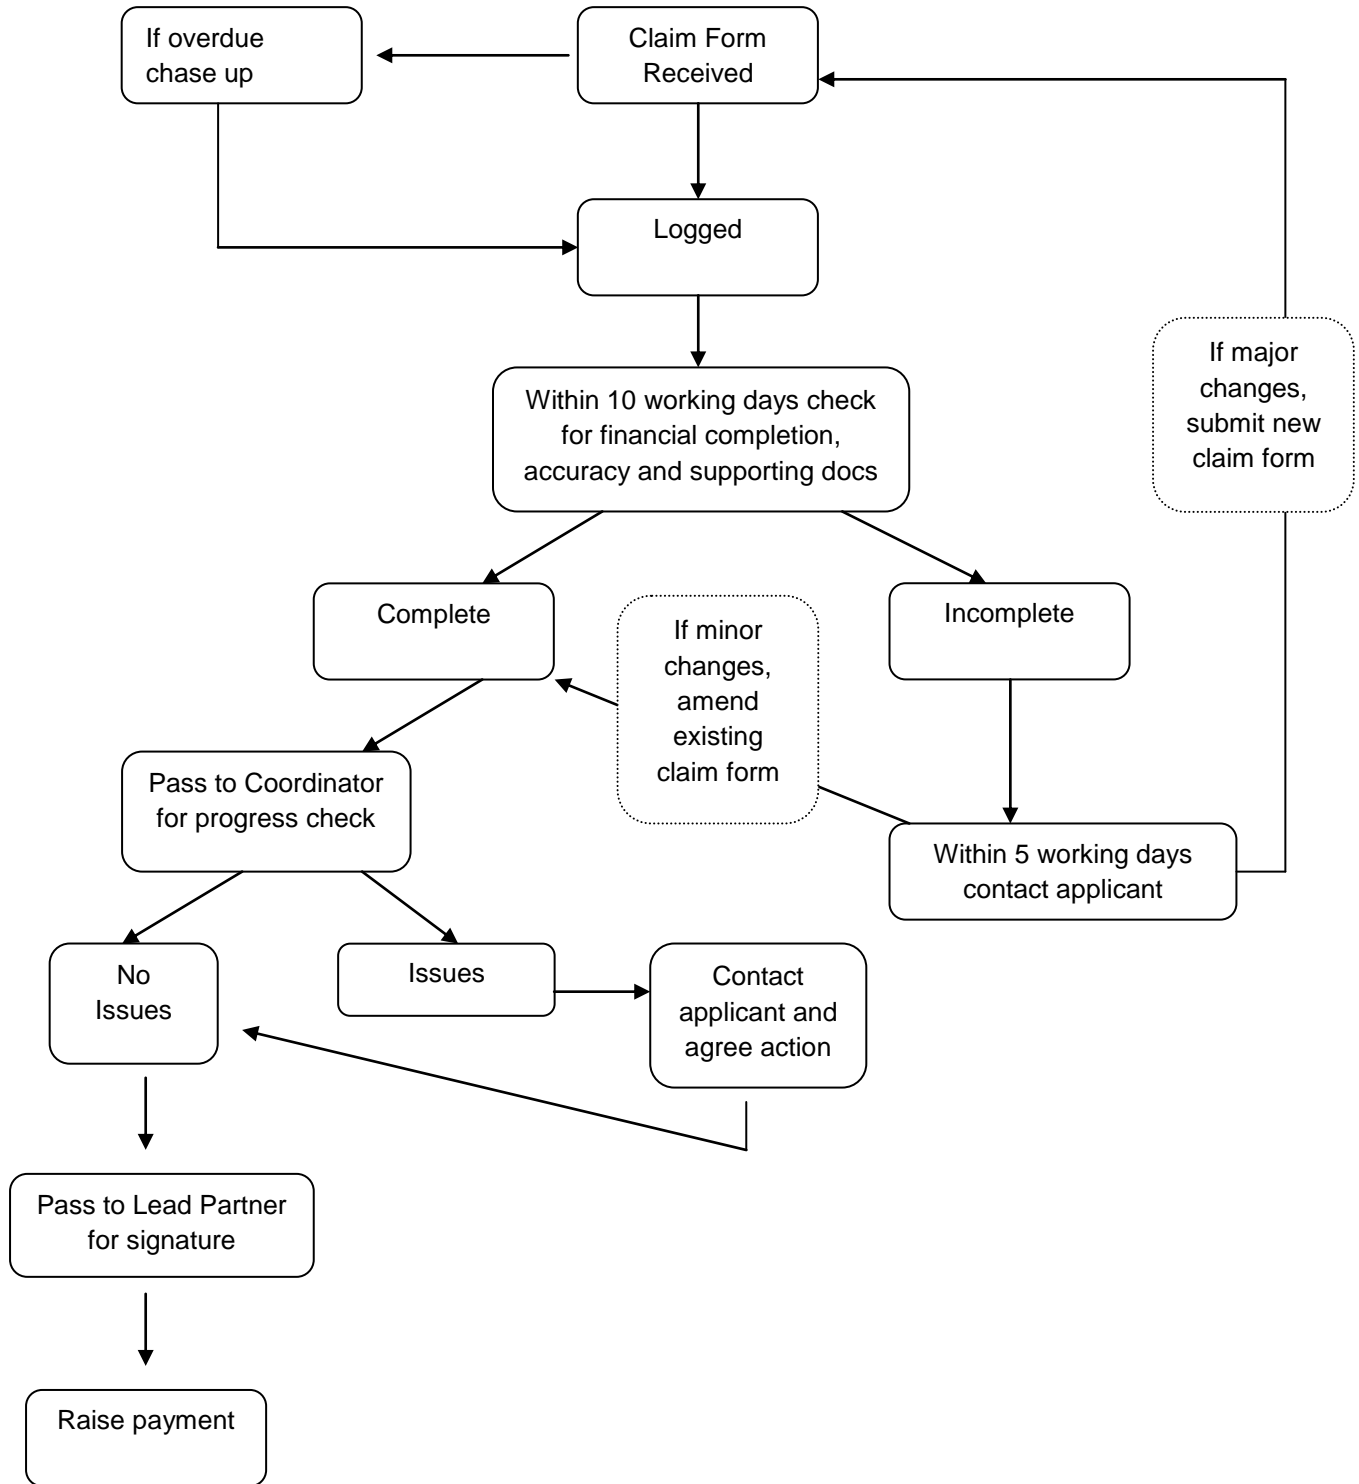 If overdue
chase up
Claim Form
Received
Logged
Within 10 working days check
for financial completion,
accuracy and supporting docs
If major
changes,
submit new
claim form
Complete
If minor
changes,
amend
existing
claim form
Incomplete
Pass to Coordinator
for progress check
Within 5 working days
contact applicant
No
Issues
Issues
Contact
applicant and
agree action
Pass to Lead Partner
for signature
Raise payment